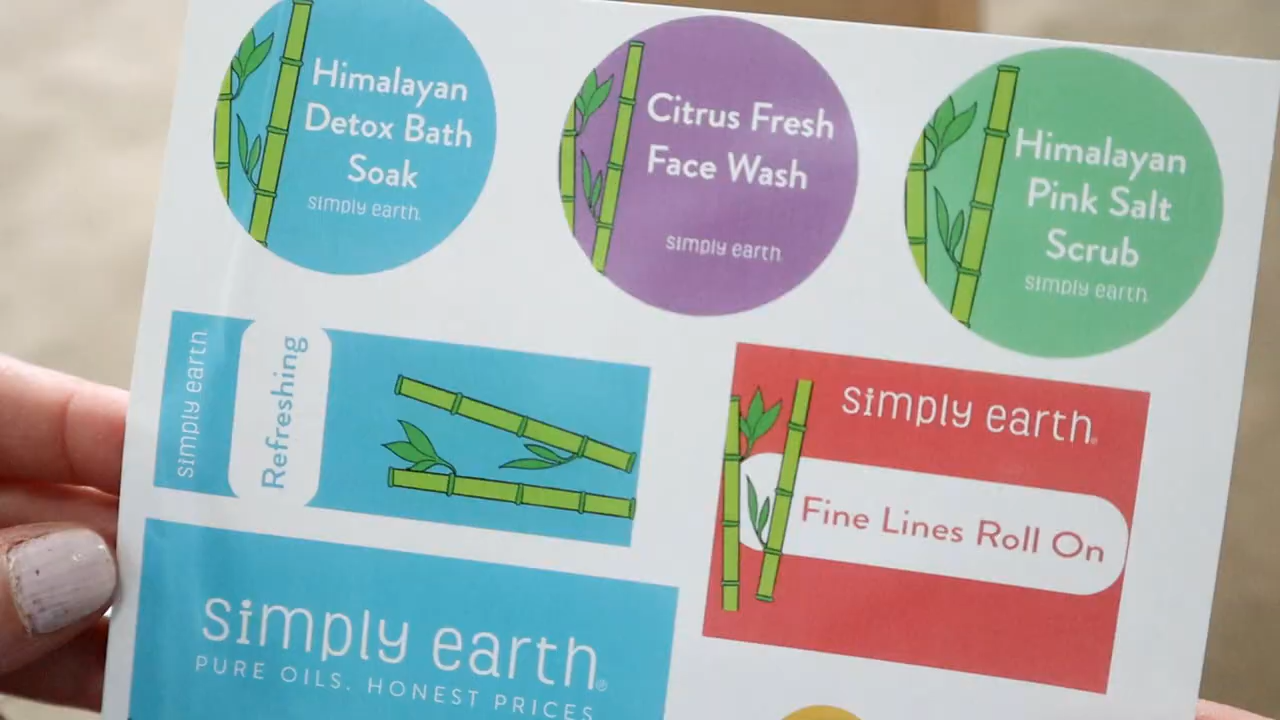 Himalayan
Detox Bath
Soak
simply earth
Citrus Fresh
Face Wash
simply earth
Himalayan
Pink Salt
Scrub
simply earth
simply earth
Refreshing
simply earth®
Fine Lines Roll On
simply earth®
PURE OILS. HONEST PRICES